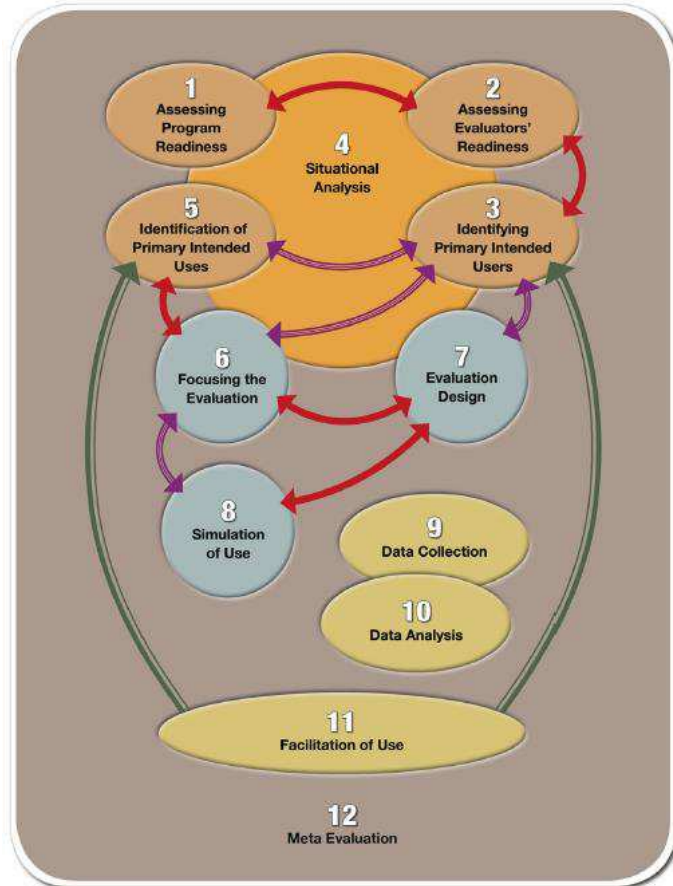 1
Assessing
Program
Readiness
2
Assessing
Evaluators'
Readiness
4
Situational
Analysis
5
Identification of
Primary Intended
Uses
3
Identifying
Primary Intended
Users
6
Focusing the
Evaluation
7
Evaluation
Design
8
Simulation
of Use
9
Data Collection
10
Data Analysis
11
Facilitation of Use
12
Meta Evaluation